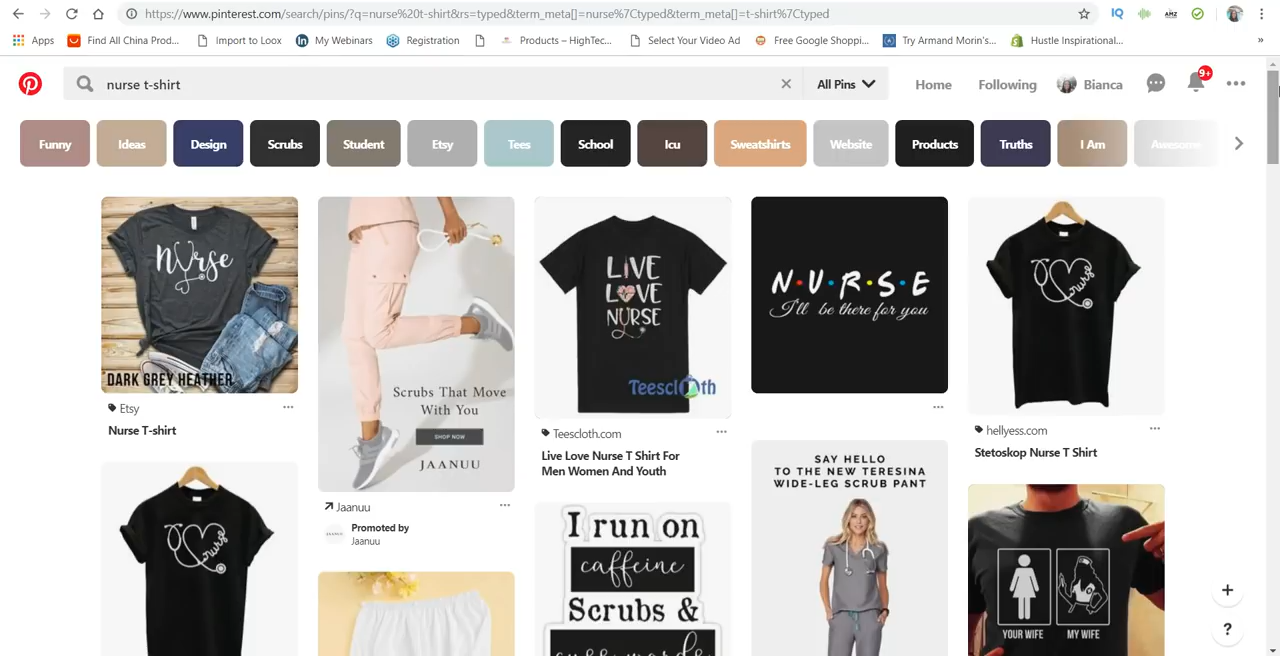 https://www.pinterest.com/search/pins/?q=nurse%20t-shirt&rs=typed&term_meta[]=nurse%7Ctyped&term_meta[]=t-shirt%7Ctyped
IQ
AMZ
Apps
Find All China Prod...
Import to Loox
My Webinars
Registration
Products – HighTec...
Select Your Video Ad
Free Google Shoppi...
Try Armand Morin's...
Hustle Inspirational...
»
nurse t-shirt
All Pins
Home
Following
Bianca
9+
Funny
Ideas
Design
Scrubs
Student
Etsy
Tees
School
Icu
Sweatshirts
Website
Products
Truths
I Am
Awesome
Nurse
DARK GREY HEATHER
Etsy
Nurse T-shirt
Scrubs That Move
With You
SHOP NOW
JAANUU
Jaanuu
Promoted by
Jaanuu
LIVE
LOVE
NURSE
Teescloth
Teescloth.com
Live Love Nurse T Shirt For
Men Women And Youth
I run on
caffeine
Scrubs &
N·U·R·S·E
I'll be there for you
SAY HELLO
TO THE NEW TERESINA
WIDE-LEG SCRUB PANT
nurse
hellyess.com
Stetoskop Nurse T Shirt
nurse
YOUR WIFE
MY WIFE
+
?